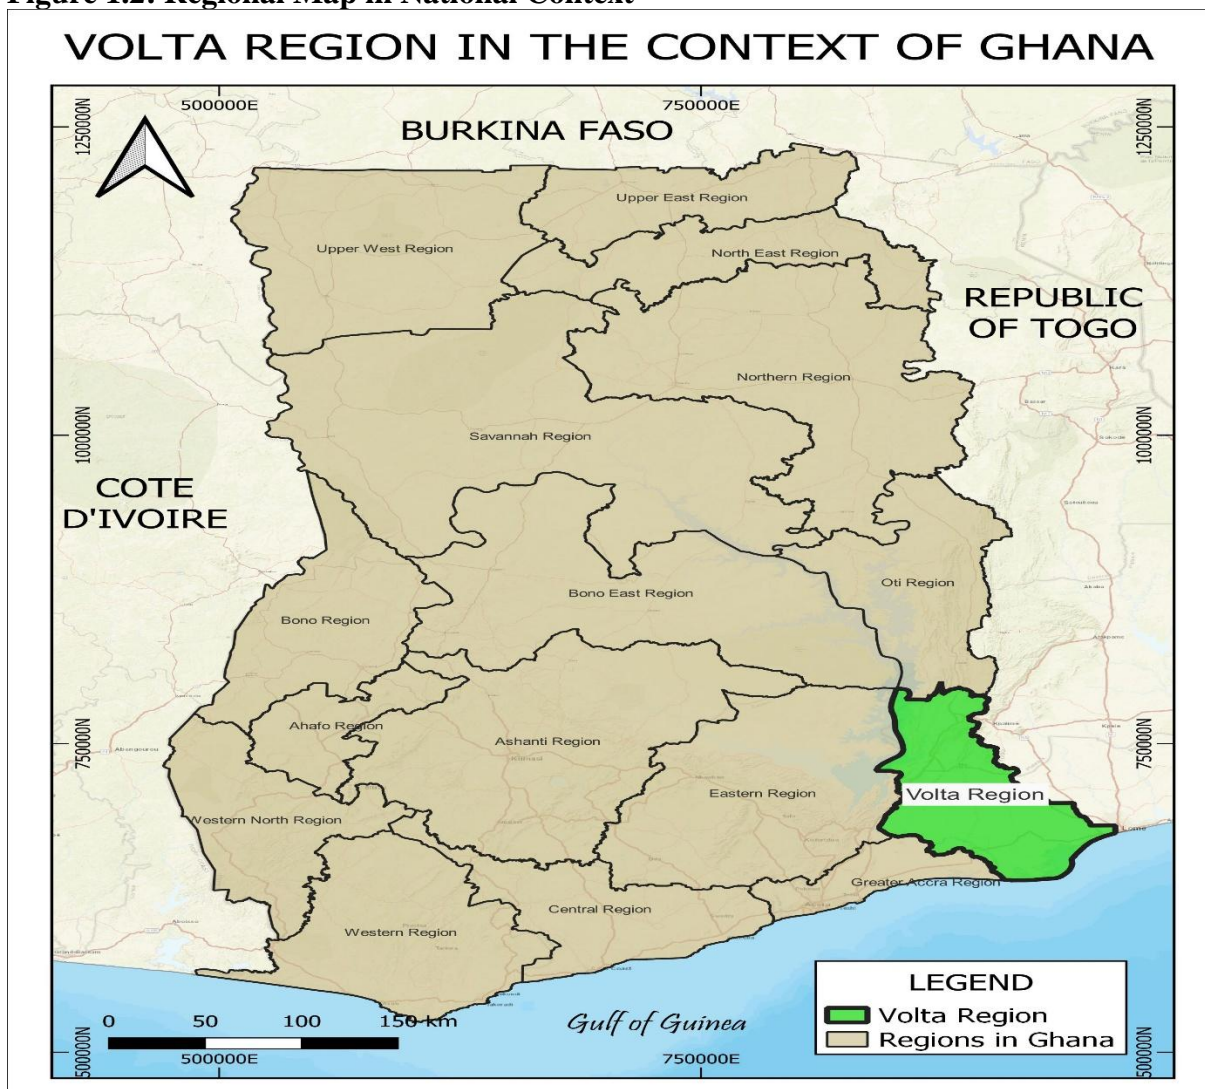 Figure 1.2: Regional Map in National Context
VOLTA REGION IN THE CONTEXT OF GHANA
500000E
750000E
1250000N
1250000N
BURKINA FASO
Upper East Region
Upper West Region
North East Region
REPUBLIC
OF TOGO
Northern Region
1000000N
1000000N
Savannah Region
COTE
D'IVOIRE
Oti Region
Bono East Region
Bono Region
Ahafo Region
Ashanti Region
750000N
750000N
Eastern Region
Volta Region
Western North Region
Lome
Greater Accra Region
Central Region
Western Region
LEGEND
Volta Region
Regions in Ghana
0 50 100 150 km
Gulf of Guinea
500000E
750000E
500000N
500000N